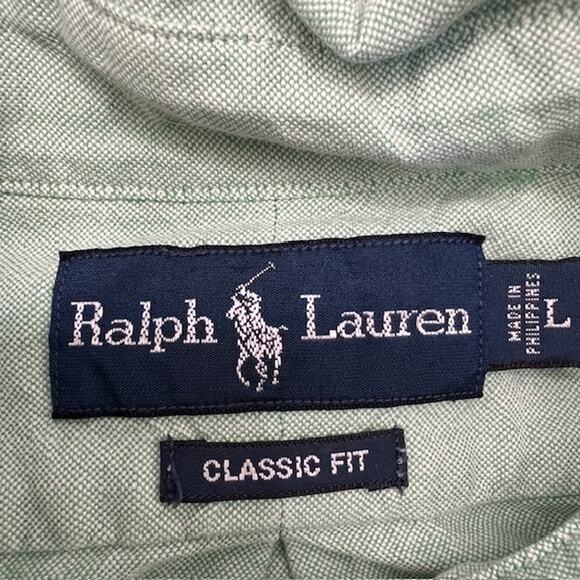 Ralph Lauren
MADE IN
PHILIPPINES
L
CLASSIC FIT